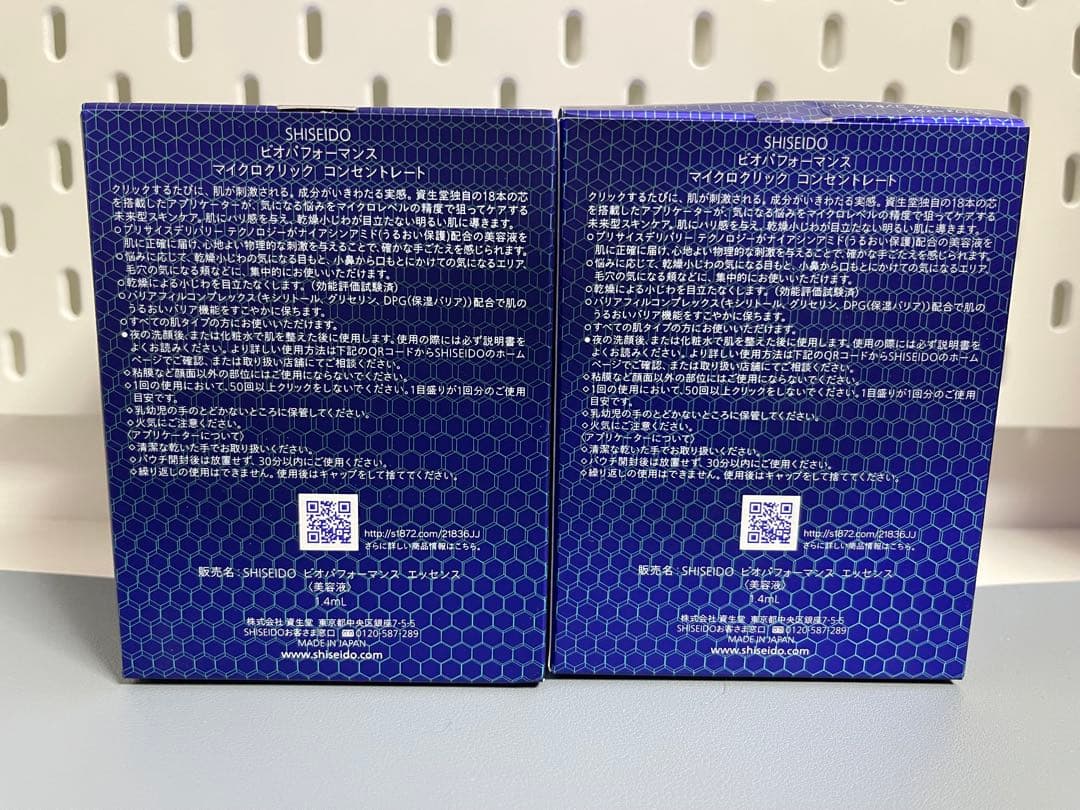 SHISEIDO
ビオパフォーマンス
マイクロクリック コンセントレート
クリックするたびに、肌が刺激される。成分がいきわたる実感。資生堂独自の18本の芯
を搭載したアプリケーターが、気になる悩みをマイクロレベルの精度で狙ってケアする
未来型スキンケア。肌にハリ感を与え、乾燥小じわが目立たない明るい肌に導きます。
○プリサイスデリバリー テクノロジーがナイアシンアミド(うるおい保護)配合の美容液を
肌に正確に届け、心地よい物理的な刺激を与えることで、確かな手ごたえを感じられます。
○悩みに応じて、乾燥小じわの気になる目もと、小鼻から口もとにかけての気になるエリア、
毛穴の気になる頬などに、集中的にお使いいただけます。
○乾燥による小じわを目立たなくします。(効能評価試験済)
○バリアフィルコンプレックス(キシリトール、グリセリン、DPG(保湿バリア))配合で肌の
うるおいバリア機能をすこやかに保ちます。
○すべての肌タイプの方にお使いいただけます。
●夜の洗顔後、または化粧水で肌を整えた後に使用します。使用の際には必ず説明書を
よくお読みください。より詳しい使用方法は下記のQRコードからSHISEIDOのホーム
ページでご確認、または取り扱い店舗にてご相談ください。
◇粘膜など顔面以外の部位にはご使用にならないでください。
◇1回の使用において、50回以上クリックをしないでください。1目盛りが1回分のご使用
目安です。
◇乳幼児の手のとどかないところに保管してください。
◇火気にご注意ください。
〈アプリケーターについて〉
◇清潔な乾いた手でお取り扱いください。
◇パウチ開封後は放置せず、30分以内にご使用ください。
◇繰り返しの使用はできません。使用後はキャップをして捨ててください。
http://s1872.com/21836JJ
さらに詳しい商品情報はこちら。
販売名:SHISEIDO ビオパフォーマンス エッセンス
〈美容液〉
1.4mL
株式会社 資生堂 東京都中央区銀座7-5-5
SHISEIDOお客さま窓口 0120-587-289
MADE IN JAPAN
www.shiseido.com
SHISEIDO
ビオパフォーマンス
マイクロクリック コンセントレート
クリックするたびに、肌が刺激される。成分がいきわたる実感。資生堂独自の18本の芯
を搭載したアプリケーターが、気になる悩みをマイクロレベルの精度で狙ってケアする
未来型スキンケア。肌にハリ感を与え、乾燥小じわが目立たない明るい肌に導きます。
○プリサイスデリバリー テクノロジーがナイアシンアミド(うるおい保護)配合の美容液を
肌に正確に届け、心地よい物理的な刺激を与えることで、確かな手ごたえを感じられます。
○悩みに応じて、乾燥小じわの気になる目もと、小鼻から口もとにかけての気になるエリア、
毛穴の気になる頬などに、集中的にお使いいただけます。
○乾燥による小じわを目立たなくします。(効能評価試験済)
○バリアフィルコンプレックス(キシリトール、グリセリン、DPG(保湿バリア))配合で肌の
うるおいバリア機能をすこやかに保ちます。
○すべての肌タイプの方にお使いいただけます。
●夜の洗顔後、または化粧水で肌を整えた後に使用します。使用の際には必ず説明書を
よくお読みください。より詳しい使用方法は下記のQRコードからSHISEIDOのホーム
ページでご確認、または取り扱い店舗にてご相談ください。
◇粘膜など顔面以外の部位にはご使用にならないでください。
◇1回の使用において、50回以上クリックをしないでください。1目盛りが1回分のご使用
目安です。
◇乳幼児の手のとどかないところに保管してください。
◇火気にご注意ください。
〈アプリケーターについて〉
◇清潔な乾いた手でお取り扱いください。
◇パウチ開封後は放置せず、30分以内にご使用ください。
◇繰り返しの使用はできません。使用後はキャップをして捨ててください。
http://s1872.com/21836JJ
さらに詳しい商品情報はこちら。
販売名:SHISEIDO ビオパフォーマンス エッセンス
〈美容液〉
1.4mL
株式会社 資生堂 東京都中央区銀座7-5-5
SHISEIDOお客さま窓口 0120-587-289
MADE IN JAPAN
www.shiseido.com